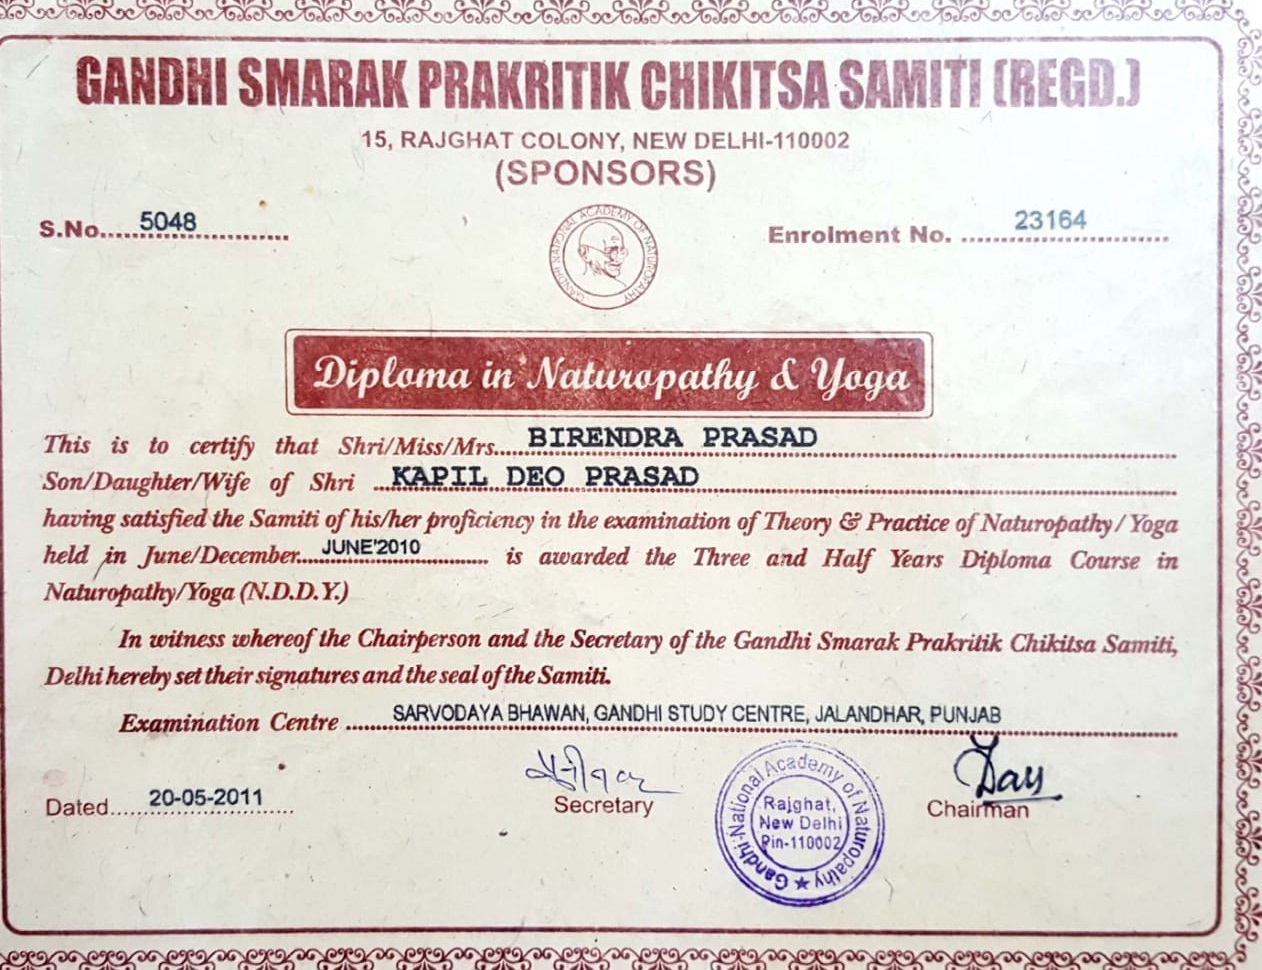 GANDHI SMARAK PRAKRITIK CHIKITSA SAMITI (REGD.)
15, RAJGHAT COLONY, NEW DELHI-110002
(SPONSORS)
S.No..... 5048 ..........
Enrolment No. ..... 23164 ..........
GANDHI NATIONAL ACADEMY OF NATUROPATHY
Diploma in Naturopathy & Yoga
This is to certify that Shri/Miss/Mrs..... BIRENDRA PRASAD ..........
Son/Daughter/Wife of Shri ...KAPIL DEO PRASAD ..........
having satisfied the Samiti of his/her proficiency in the examination of Theory & Practice of Naturopathy/Yoga
held in June/December.... JUNE'2010 .......... is awarded the Three and Half Years Diploma Course in
Naturopathy/Yoga (N.D.D.Y.)
In witness whereof the Chairperson and the Secretary of the Gandhi Smarak Prakritik Chikitsa Samiti,
Delhi hereby set their signatures and the seal of the Samiti.
Examination Centre ....... SARVODAYA BHAWAN, GANDHI STUDY CENTRE, JALANDHAR, PUNJAB
Dated..... 20-05-2011 .....
Secretary
Gandhi National Academy of Naturopathy ★
Rajghat,
New Delhi
Pin-110002
Chairman